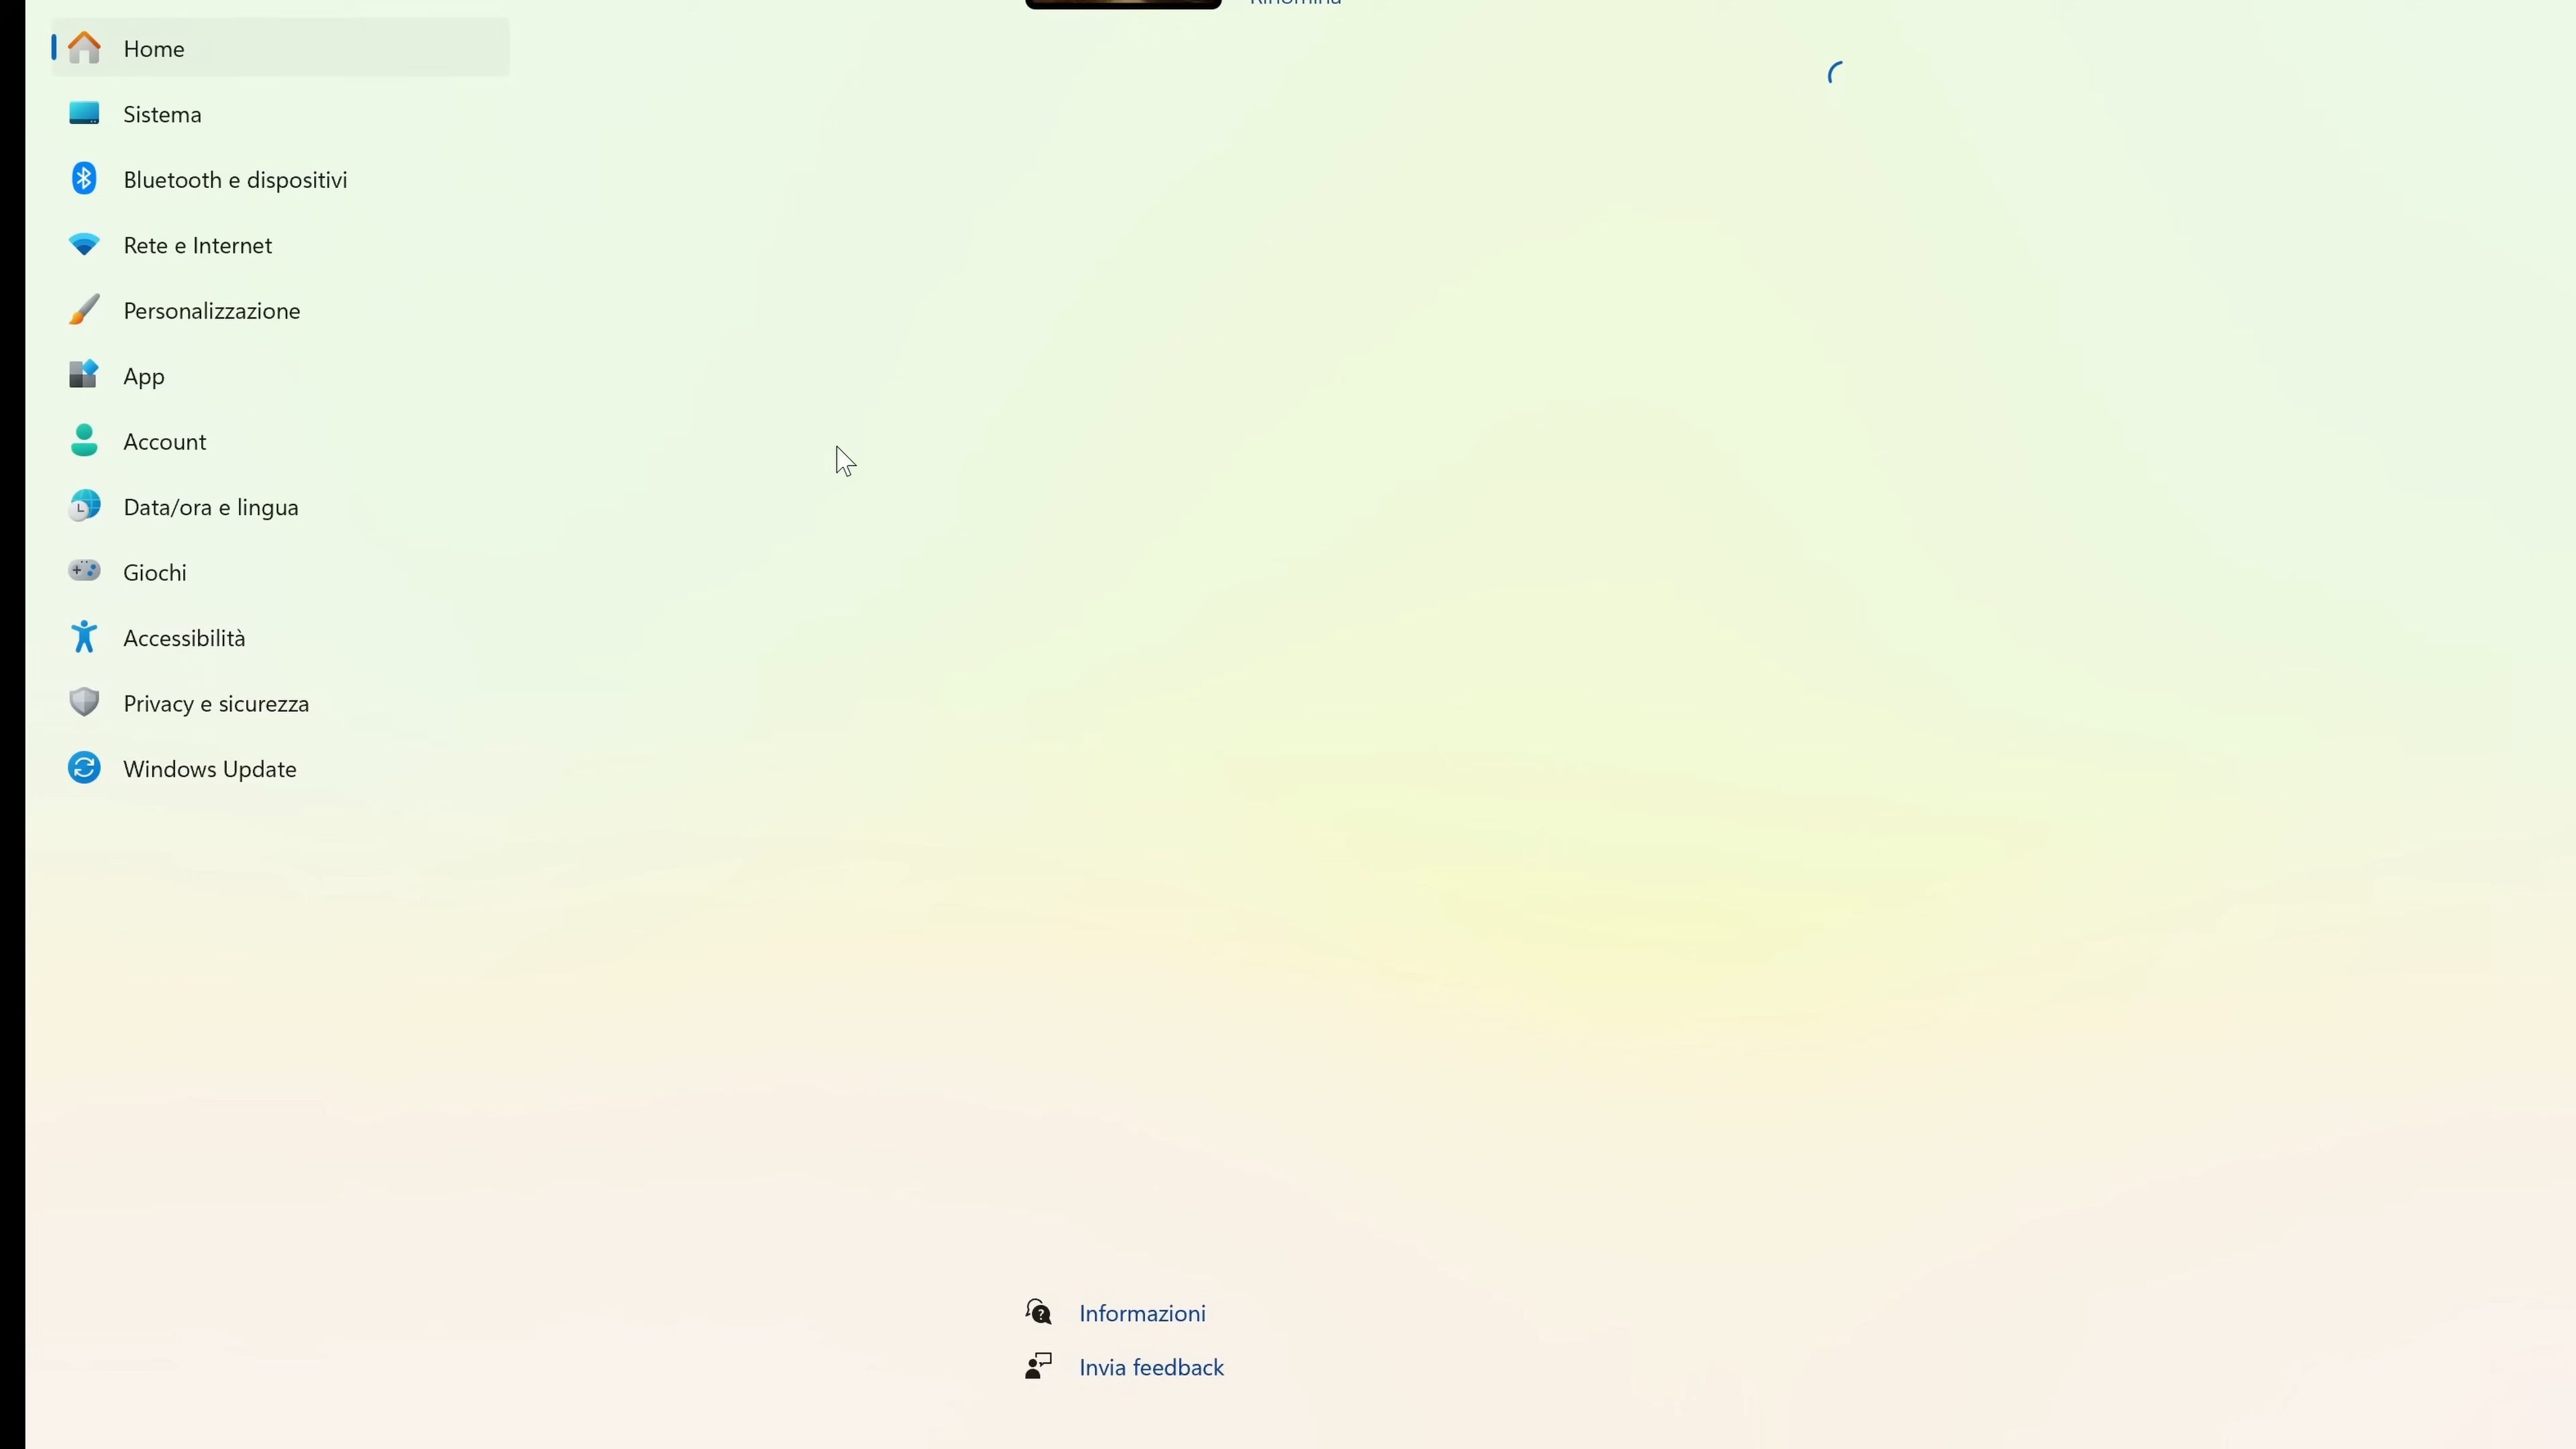 Home
Sistema
Bluetooth e dispositivi
Rete e Internet
Personalizzazione
App
Account
Data/ora e lingua
Giochi
Accessibilità
Privacy e sicurezza
Windows Update
Informazioni
Invia feedback